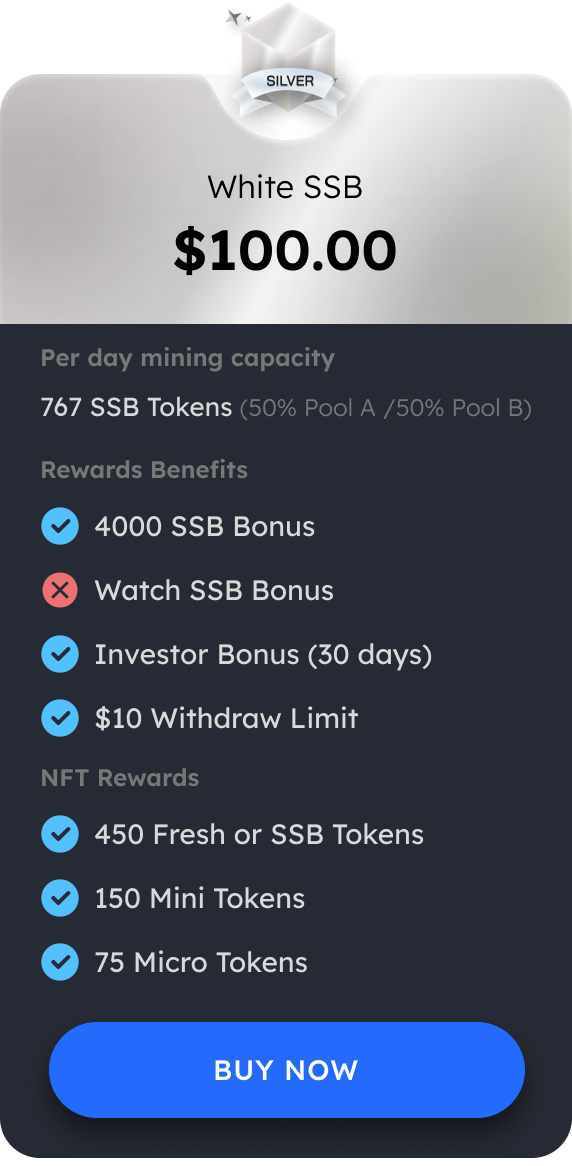 SILVER
White SSB
$100.00
Per day mining capacity
767 SSB Tokens (50% Pool A /50% Pool B)
Rewards Benefits
4000 SSB Bonus
Watch SSB Bonus
Investor Bonus (30 days)
$10 Withdraw Limit
NFT Rewards
450 Fresh or SSB Tokens
150 Mini Tokens
75 Micro Tokens
BUY NOW